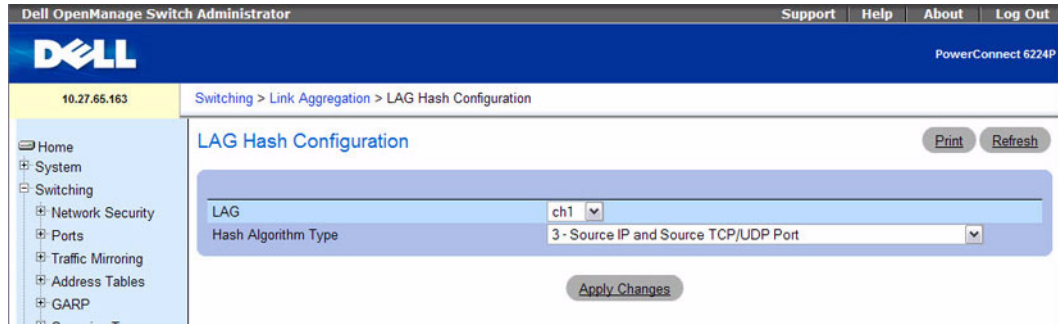 Dell OpenManage Switch Administrator
Support Help About Log Out
DELL
PowerConnect 6224P
10.27.65.163
Switching > Link Aggregation > LAG Hash Configuration
Home
System
Switching
Network Security
Ports
Traffic Mirroring
Address Tables
GARP
LAG Hash Configuration
Print Refresh
LAG ch1
Hash Algorithm Type 3 - Source IP and Source TCP/UDP Port
Apply Changes